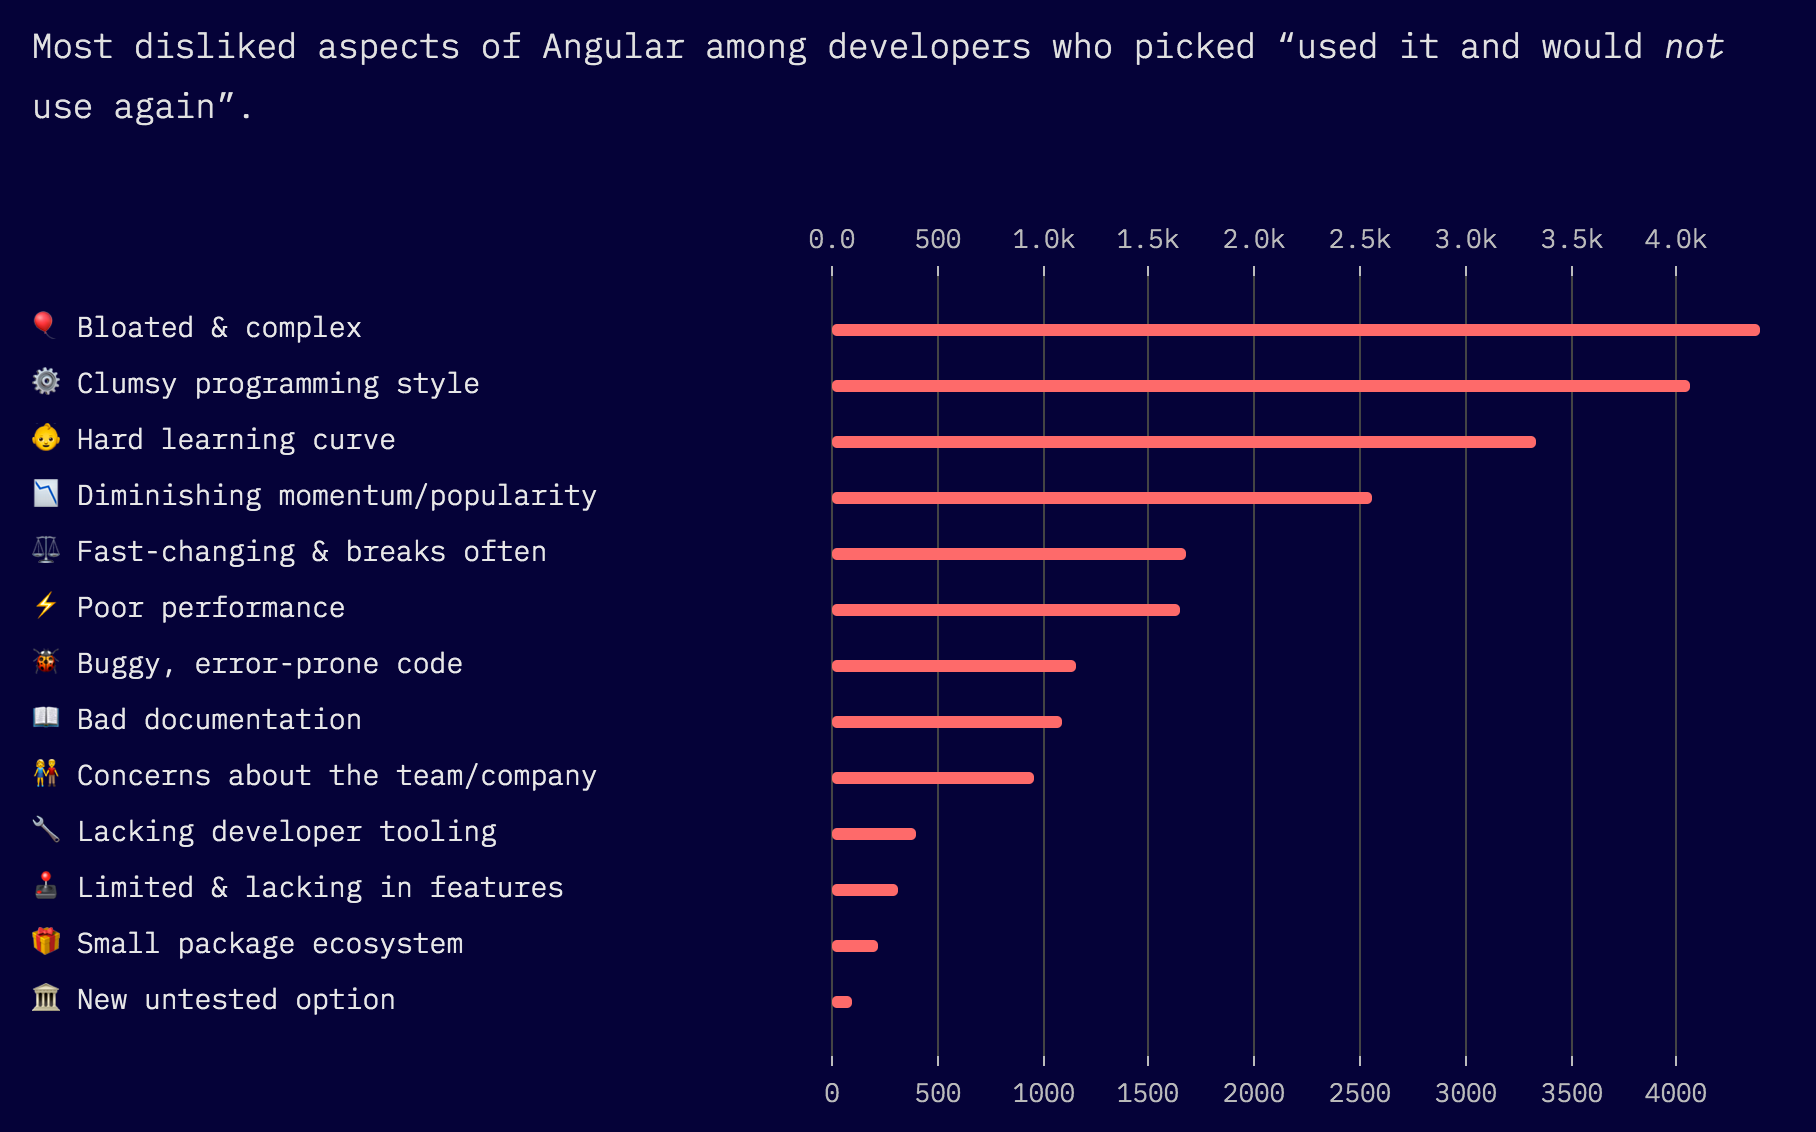 Most disliked aspects of Angular among developers who picked “used it and would not
use again”.
0.0 500 1.0k 1.5k 2.0k 2.5k 3.0k 3.5k 4.0k
Bloated & complex
Clumsy programming style
Hard learning curve
Diminishing momentum/popularity
Fast-changing & breaks often
Poor performance
Buggy, error-prone code
Bad documentation
Concerns about the team/company
Lacking developer tooling
Limited & lacking in features
Small package ecosystem
New untested option
0 500 1000 1500 2000 2500 3000 3500 4000